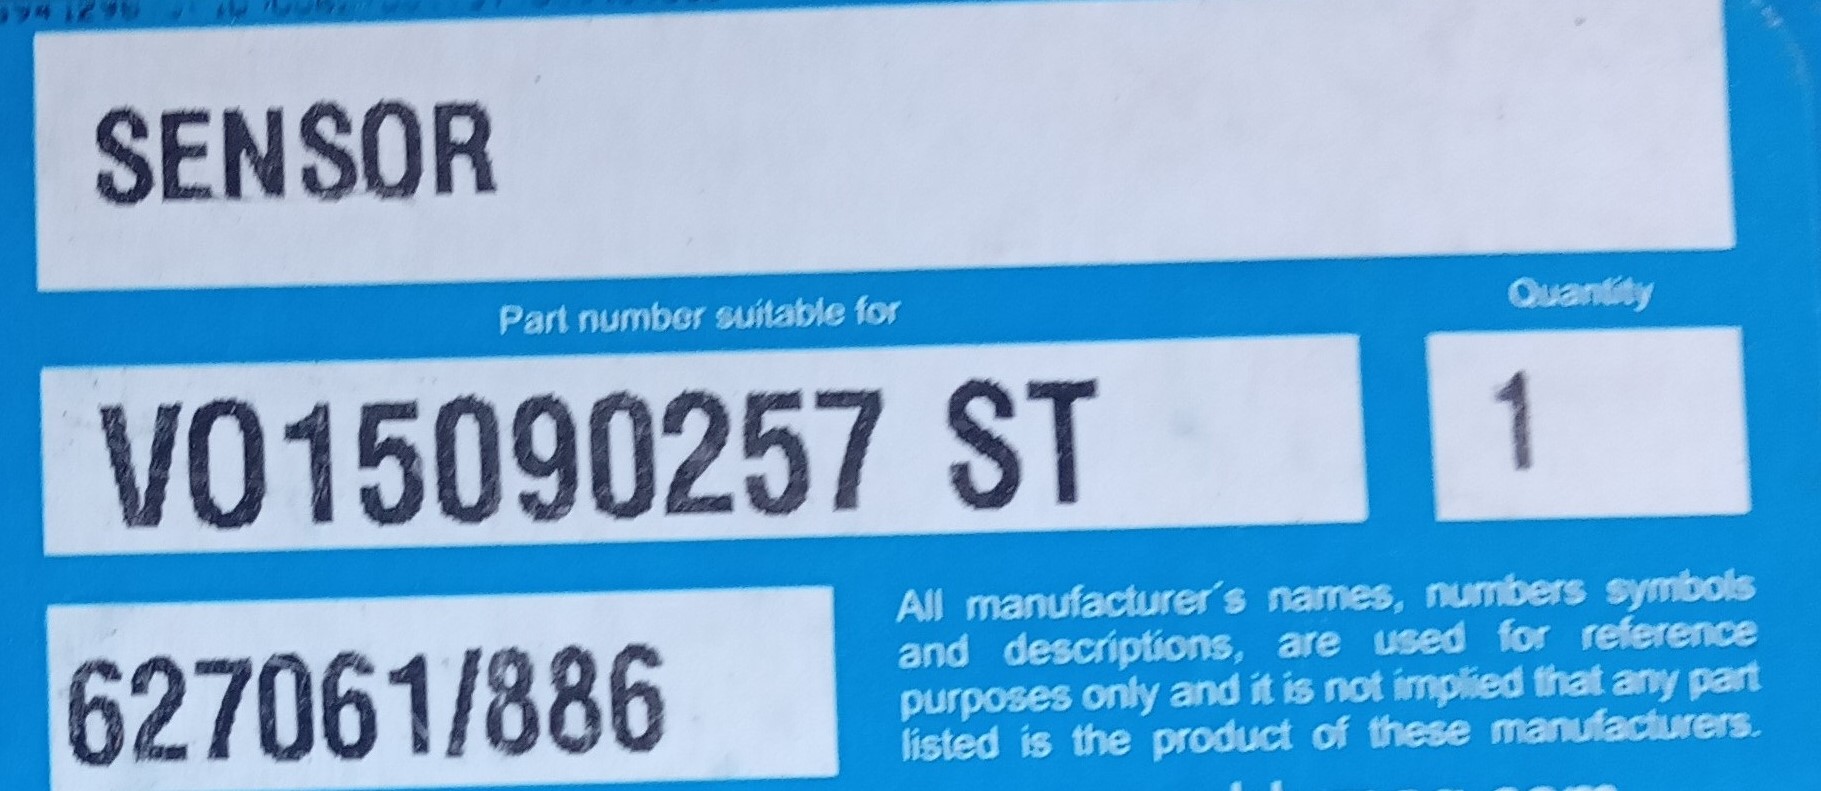 SENSOR
Part number suitable for
Quantity
VO15090257 ST
1
627061/886
All manufacturer´s names, numbers symbols
and descriptions, are used for reference
purposes only and it is not implied that any part
listed is the product of these manufacturers.